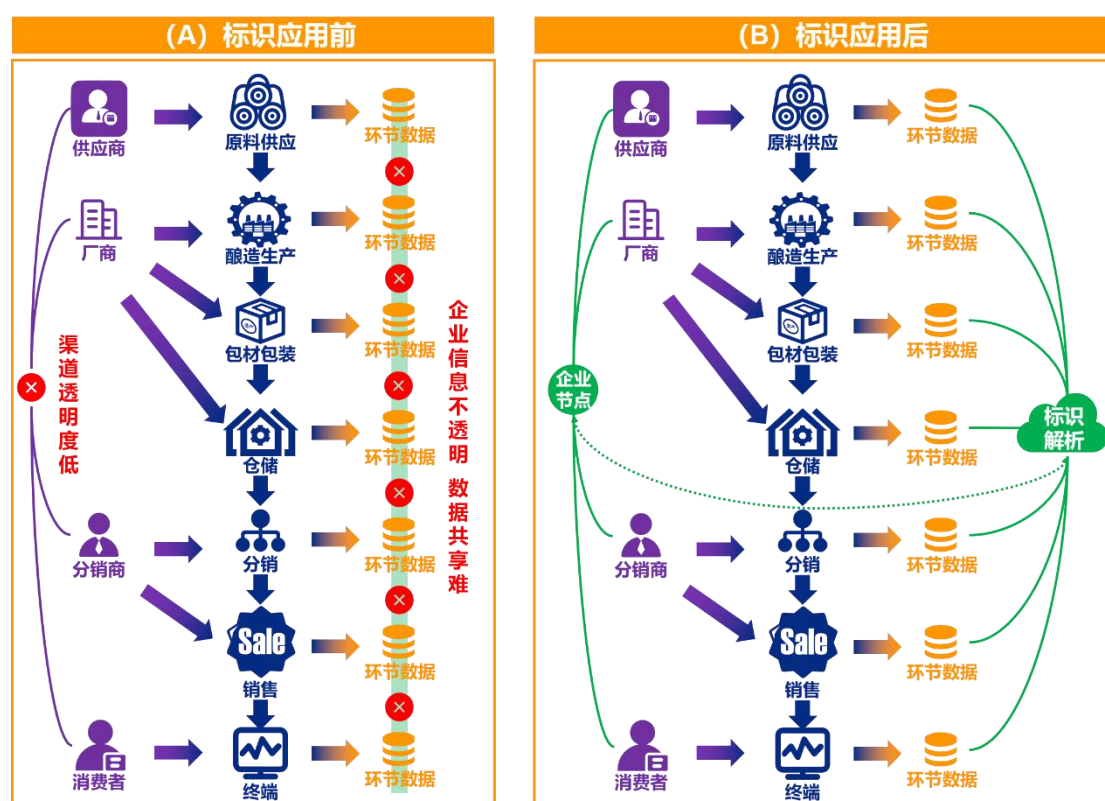 （A）标识应用前
供应商
原料供应
环节数据
厂商
酿造生产
环节数据
包材包装
环节数据
渠道透明度低
企业信息不透明 数据共享难
仓储
环节数据
分销商
分销
环节数据
Sale
销售
环节数据
消费者
终端
环节数据
（B）标识应用后
供应商
原料供应
环节数据
厂商
酿造生产
环节数据
包材包装
环节数据
企业
节点
标识
解析
仓储
环节数据
分销商
分销
环节数据
Sale
销售
环节数据
消费者
终端
环节数据